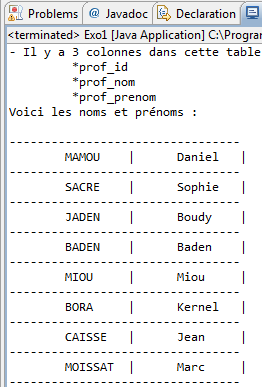 Problems @ Javadoc Declaration
<terminated> Exo1 [Java Application] C:\Progran
- Il y a 3 colonnes dans cette table
*prof_id
*prof_nom
*prof_prenom
Voici les noms et prénoms :
---------------------------------
MAMOU | Daniel |
---------------------------------
SACRE | Sophie |
---------------------------------
JADEN | Boudy |
---------------------------------
BADEN | Baden |
---------------------------------
MIOU | Miou |
---------------------------------
BORA | Kernel |
---------------------------------
CAISSE | Jean |
---------------------------------
MOISSAT | Marc |
---------------------------------